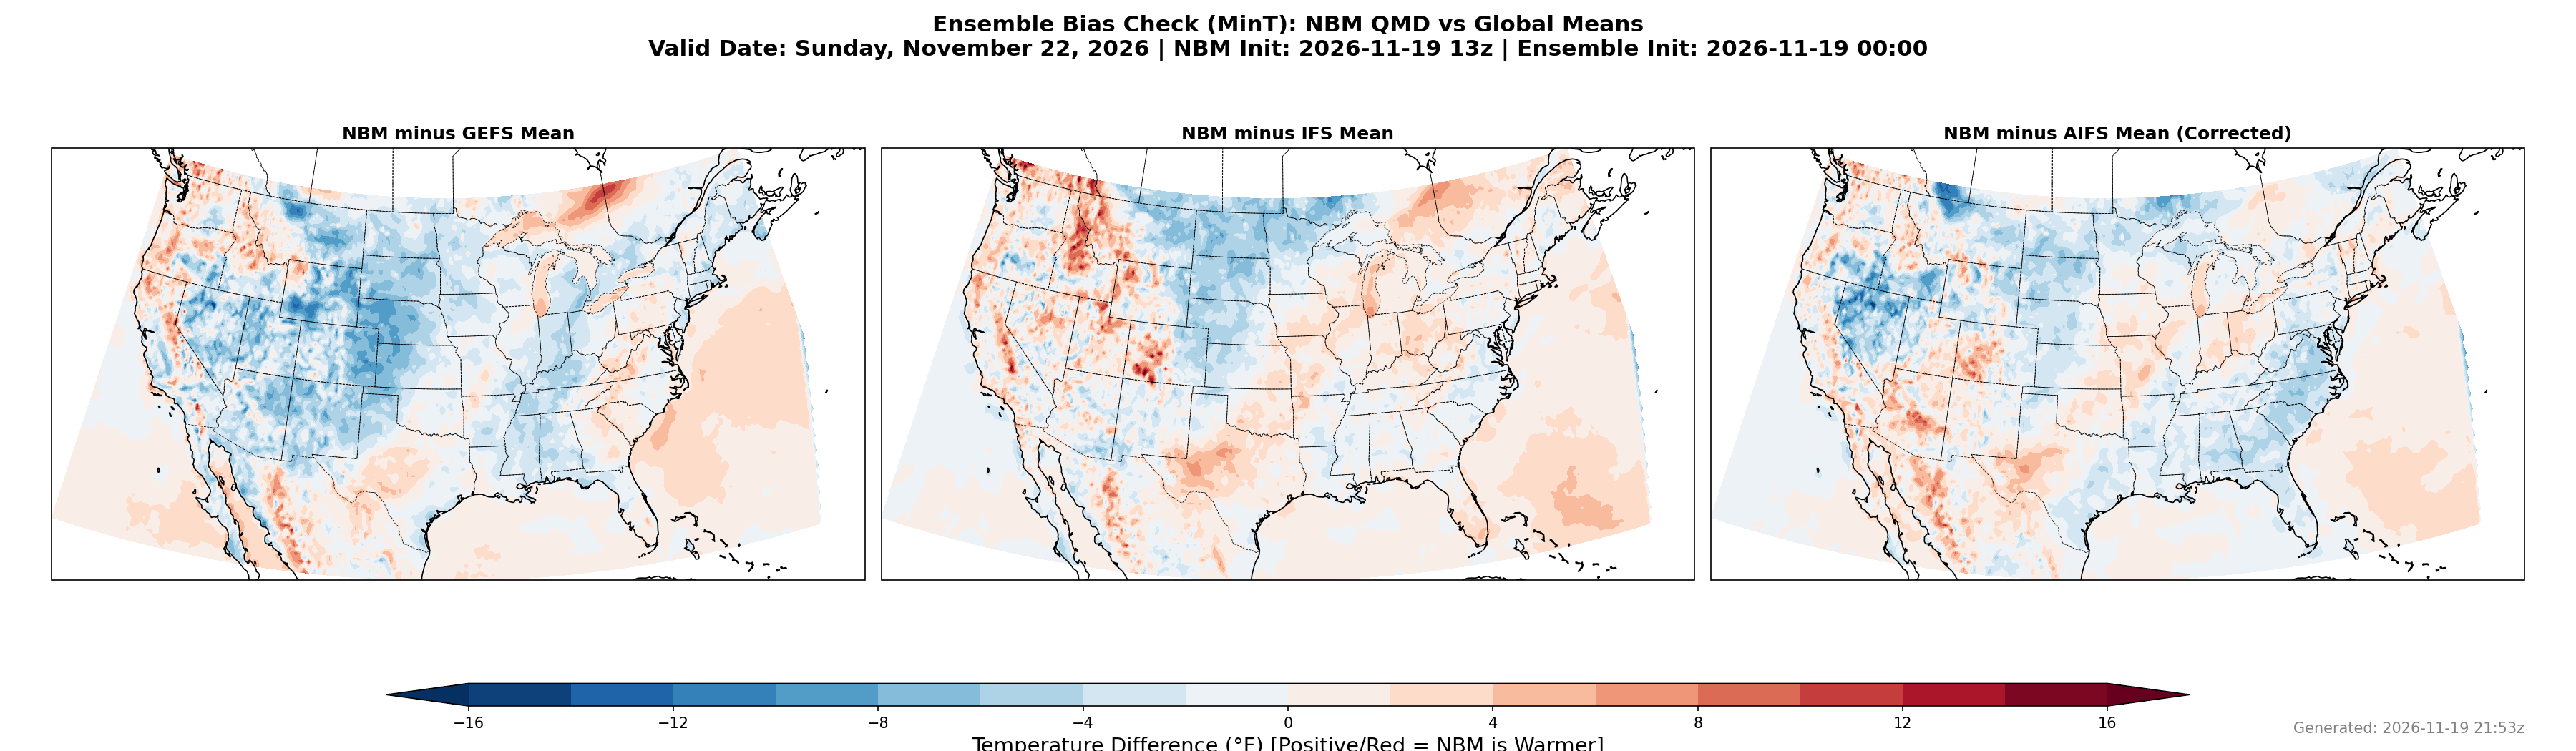 Ensemble Bias Check (MinT): NBM QMD vs Global Means
Valid Date: Sunday, November 22, 2026 | NBM Init: 2026-11-19 13z | Ensemble Init: 2026-11-19 00:00
NBM minus GEFS Mean
NBM minus IFS Mean
NBM minus AIFS Mean (Corrected)
−16 −12 −8 −4 0 4 8 12 16
Generated: 2026-11-19 21:53z
Temperature Difference (°F) [Positive/Red = NBM is Warmer]